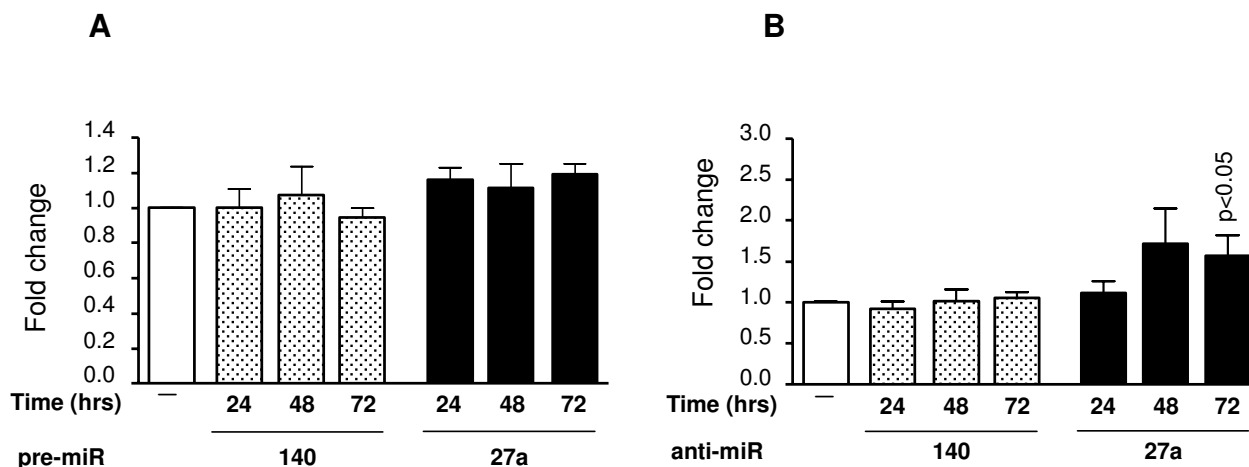 A
Fold change
1.4
1.2
1.0
0.8
0.6
0.4
0.2
0.0
Time (hrs) – 24 48 72 24 48 72
pre-miR 140 27a
B
Fold change
3.0
2.5
2.0
1.5
1.0
0.5
0.0
p<0.05
Time (hrs) – 24 48 72 24 48 72
anti-miR 140 27a